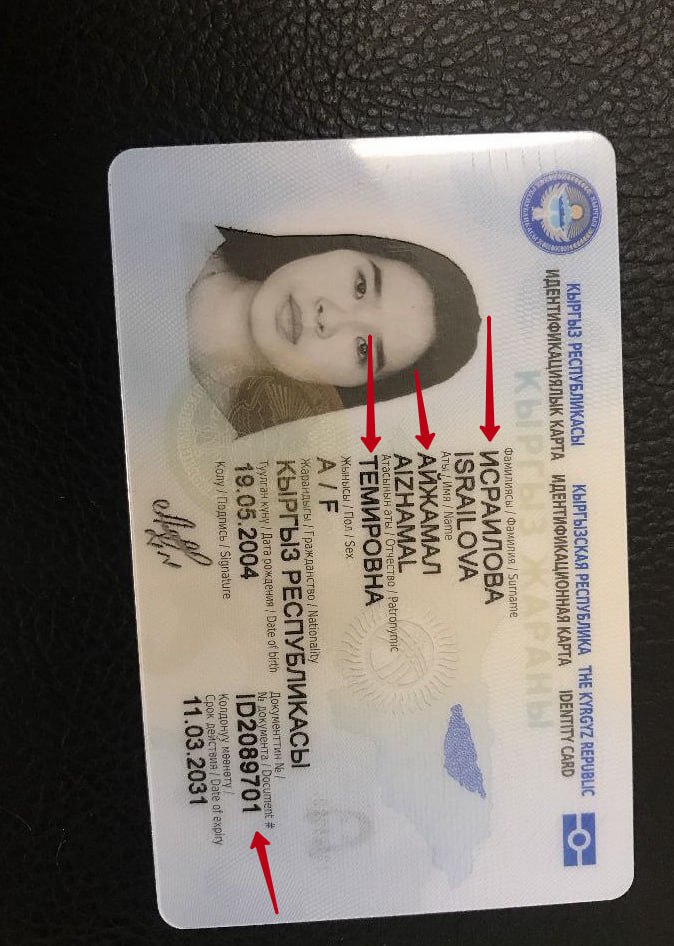 КЫРГЫЗ РЕСПУБЛИКАСЫ КЫРГЫЗСКАЯ РЕСПУБЛИКА THE KYRGYZ REPUBLIC
ИДЕНТИФИКАЦИЯЛЫК КАРТА ИДЕНТИФИКАЦИОННАЯ КАРТА IDENTITY CARD
КЫРГЫЗ ЖАРАНЫ
Фамилиясы / Фамилия / Surname
ИСРАИЛОВА
ISRAILOVA
Аты / Имя / Name
АЙЖАМАЛ
AIZHAMAL
Атасынын аты / Отчество / Patronymic
ТЕМИРОВНА
Жынысы / Пол / Sex
А / F
Жарандыгы / Гражданство / Nationality
КЫРГЫЗ РЕСПУБЛИКАСЫ
Туулган күнү / Дата рождения / Date of birth
19.05.2004
Документтин № /
№ документа / Document #
ID2089701
Колу / Подпись / Signature
Колдонуу мөөнөтү /
Срок действия / Date of expiry
11.03.2031